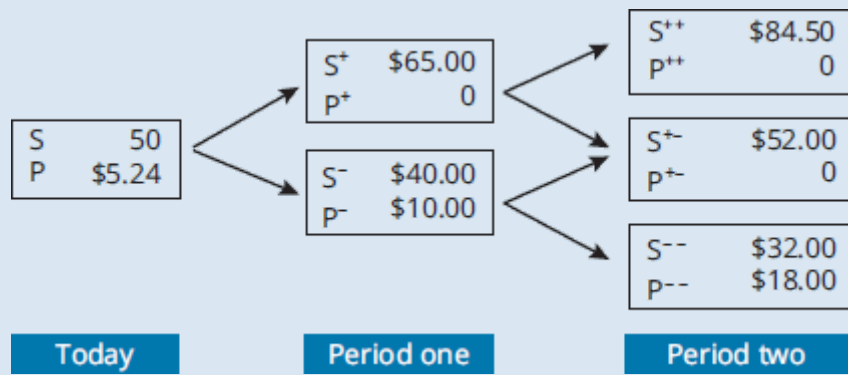 S 50
P $5.24
S⁺ $65.00
P⁺ 0
S⁻ $40.00
P⁻ $10.00
S⁺⁺ $84.50
P⁺⁺ 0
S⁺⁻ $52.00
P⁺⁻ 0
S⁻⁻ $32.00
P⁻⁻ $18.00
Today Period one Period two